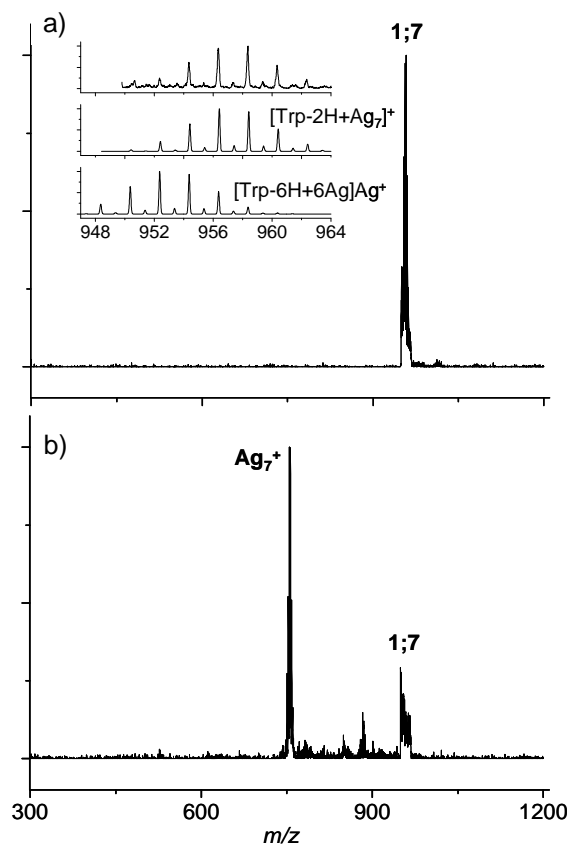 a)
1;7
[Trp-2H+Ag₇]⁺
[Trp-6H+6Ag]Ag⁺
948 952 956 960 964
b)
Ag₇⁺
1;7
300 600 900 1200
m/z